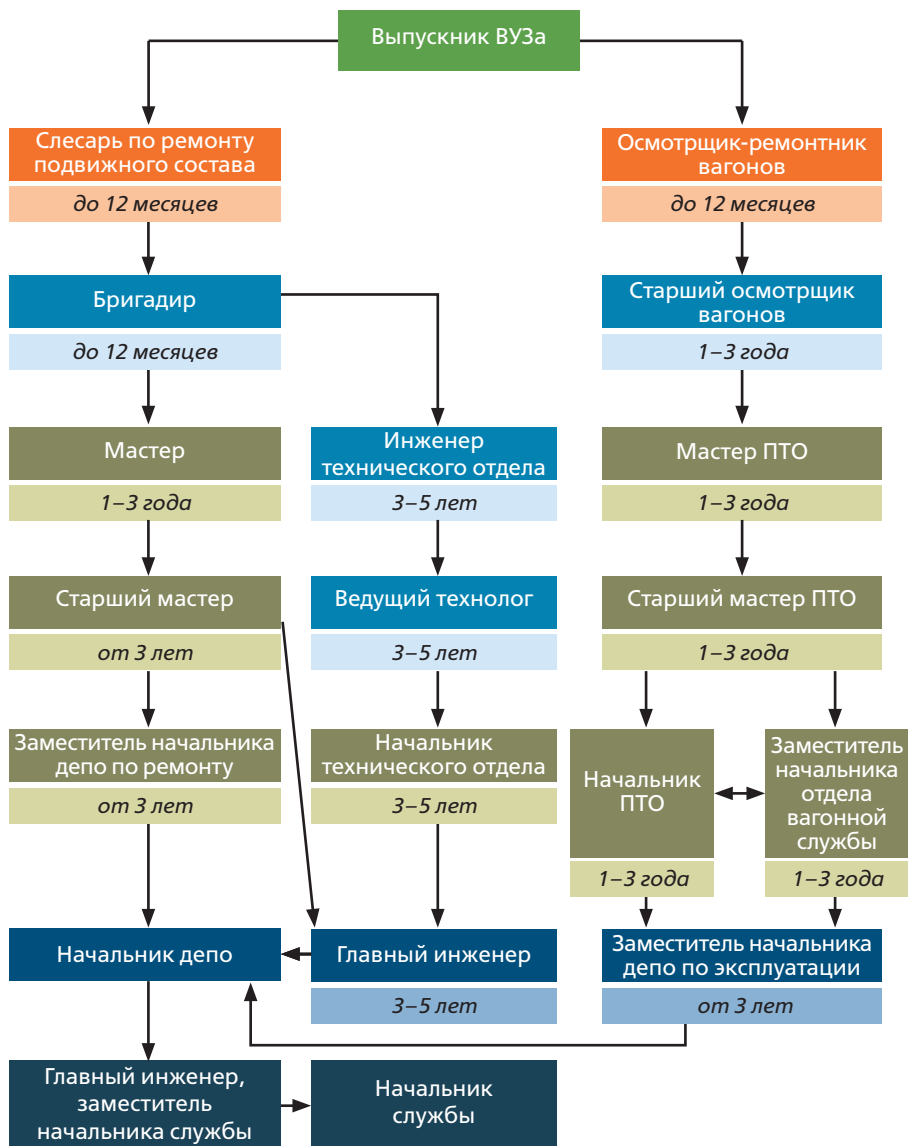 Выпускник ВУЗа
Слесарь по ремонту
подвижного состава
до 12 месяцев
Осмотрщик-ремонтник
вагонов
до 12 месяцев
Бригадир
до 12 месяцев
Старший осмотрщик
вагонов
1–3 года
Мастер
1–3 года
Инженер
технического отдела
3–5 лет
Мастер ПТО
1–3 года
Старший мастер
от 3 лет
Ведущий технолог
3–5 лет
Старший мастер ПТО
1–3 года
Заместитель начальника
депо по ремонту
от 3 лет
Начальник
технического отдела
3–5 лет
Начальник
ПТО
1–3 года
Заместитель
начальника
отдела
вагонной
службы
1–3 года
Начальник депо
Главный инженер
3–5 лет
Заместитель начальника
депо по эксплуатации
от 3 лет
Главный инженер,
заместитель
начальника службы
Начальник
службы